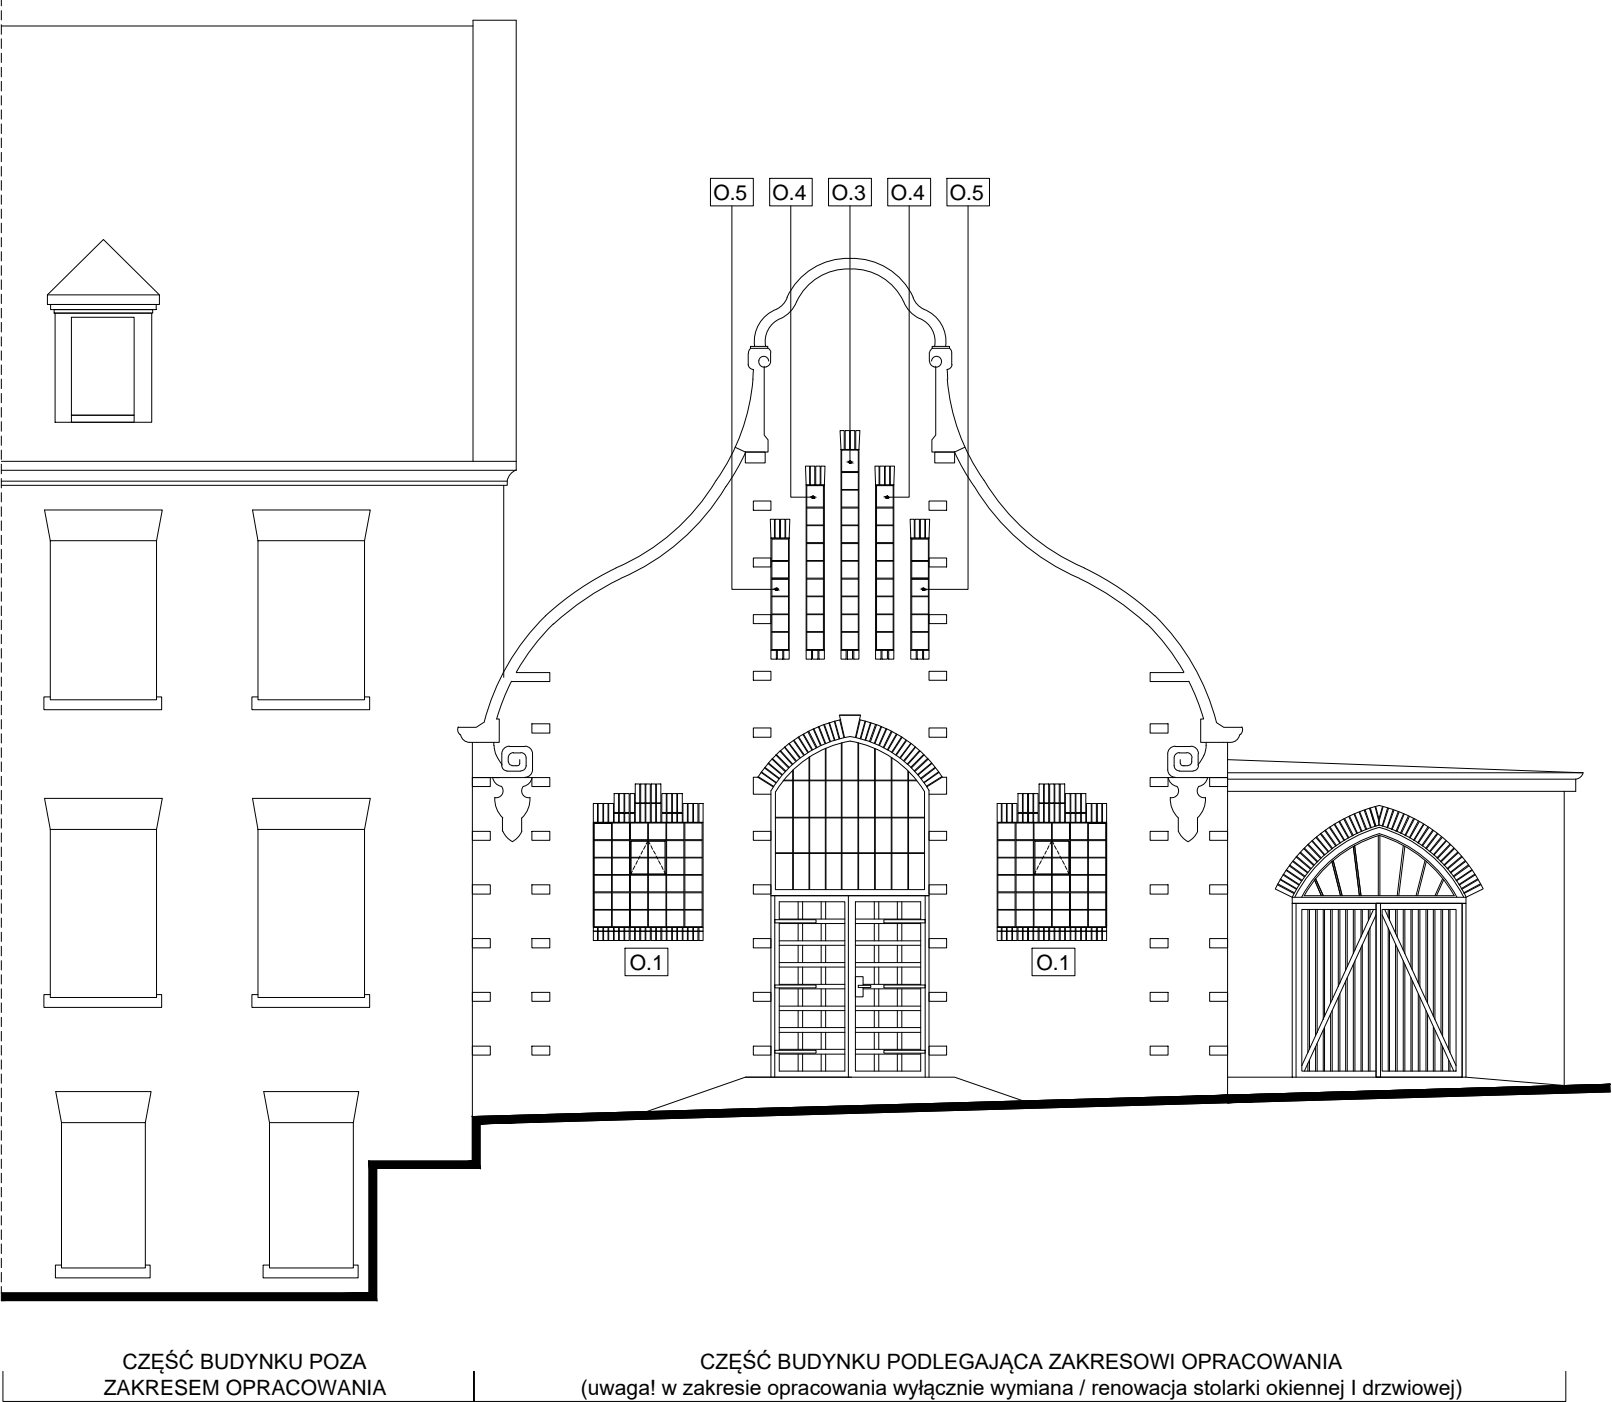 O.5 O.4 O.3 O.4 O.5
O.1 O.1
CZĘŚĆ BUDYNKU POZA
ZAKRESEM OPRACOWANIA
CZĘŚĆ BUDYNKU PODLEGAJĄCA ZAKRESOWI OPRACOWANIA
(uwaga! w zakresie opracowania wyłącznie wymiana / renowacja stolarki okiennej I drzwiowej)